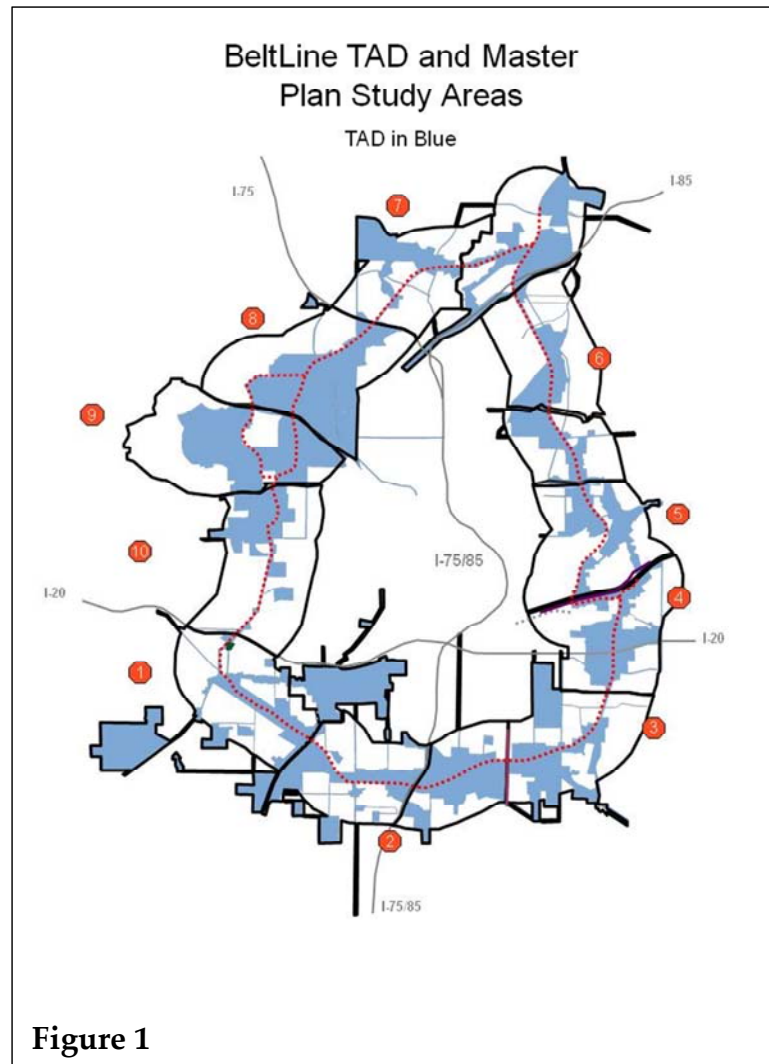 BeltLine TAD and Master
Plan Study Areas
TAD in Blue
I-75
7
I-85
8
6
9
5
I-75/85
10
4
I-20
I-20
1
3
2
I-75/85
Figure 1